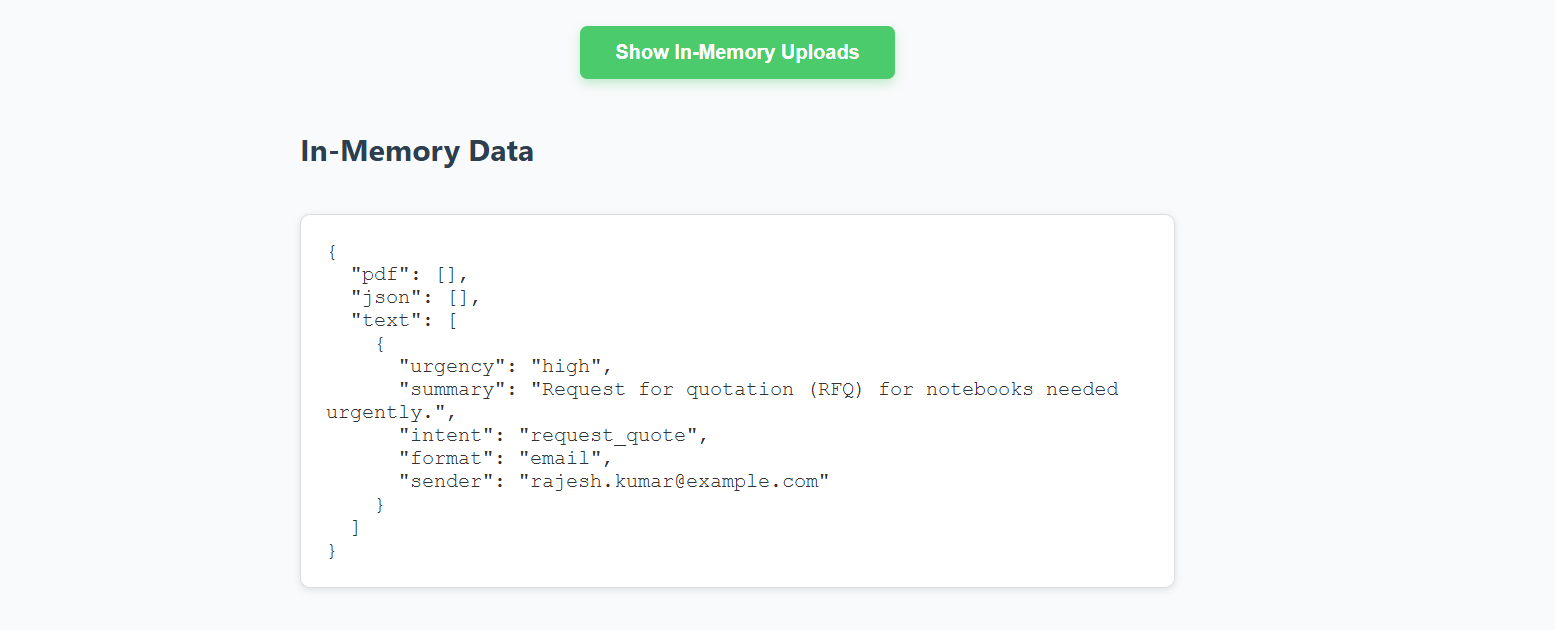 Show In-Memory Uploads
In-Memory Data
{
  "pdf": [],
  "json": [],
  "text": [
    {
      "urgency": "high",
      "summary": "Request for quotation (RFQ) for notebooks needed
urgently.",
      "intent": "request_quote",
      "format": "email",
      "sender": "rajesh.kumar@example.com"
    }
  ]
}